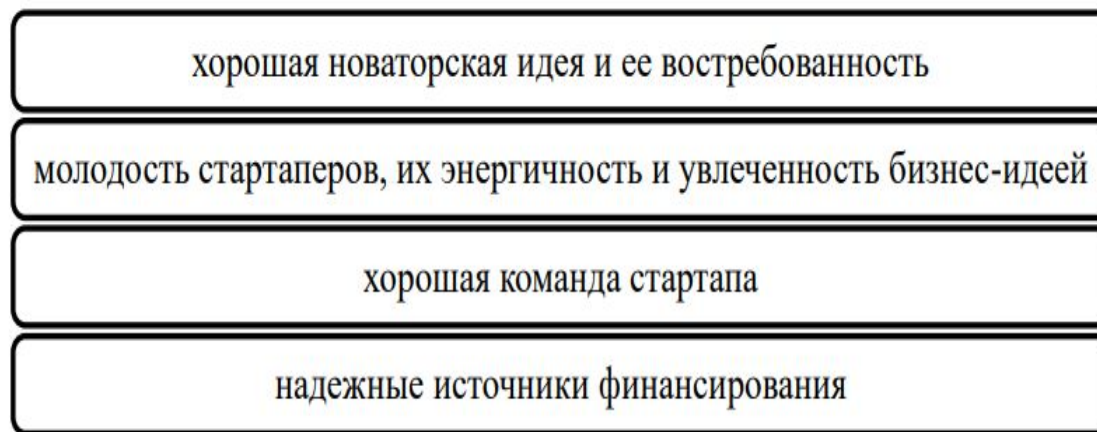 хорошая новаторская идея и ее востребованность
молодость стартаперов, их энергичность и увлеченность бизнес-идеей
хорошая команда стартапа
надежные источники финансирования